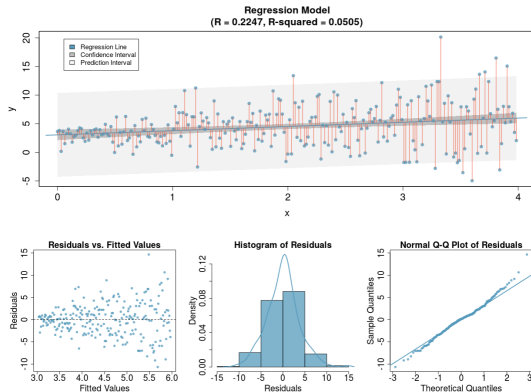 Regression Model
(R = 0.2247, R-squared = 0.0505)
Regression Line
Confidence Interval
Prediction Interval
y
20
15
10
5
0
-5
0 1 2 3 4
x
Residuals vs. Fitted Values
Residuals
15
10
5
0
-5
-10
3.0 3.5 4.0 4.5 5.0 5.5 6.0
Fitted Values
Histogram of Residuals
Density
0.12
0.08
0.04
0.00
-15 -10 -5 0 5 10 15
Residuals
Normal Q-Q Plot of Residuals
Sample Quantiles
15
10
5
0
-5
-10
-3 -2 -1 0 1 2 3
Theoretical Quantiles